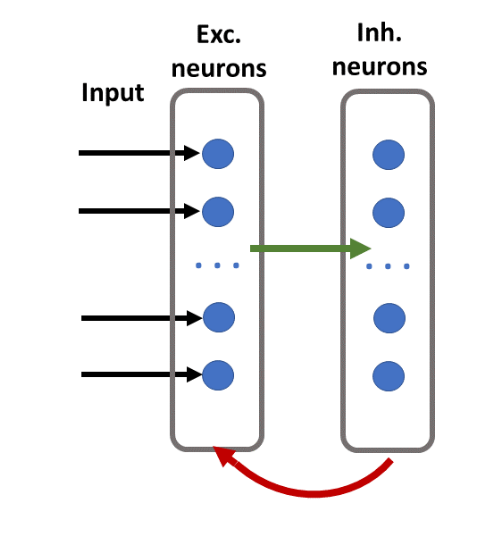 Exc.
neurons
Inh.
neurons
Input
. . .
. . .